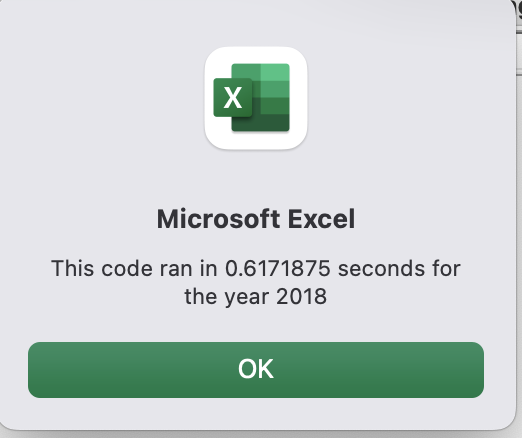 X
Microsoft Excel
This code ran in 0.6171875 seconds for
the year 2018
OK